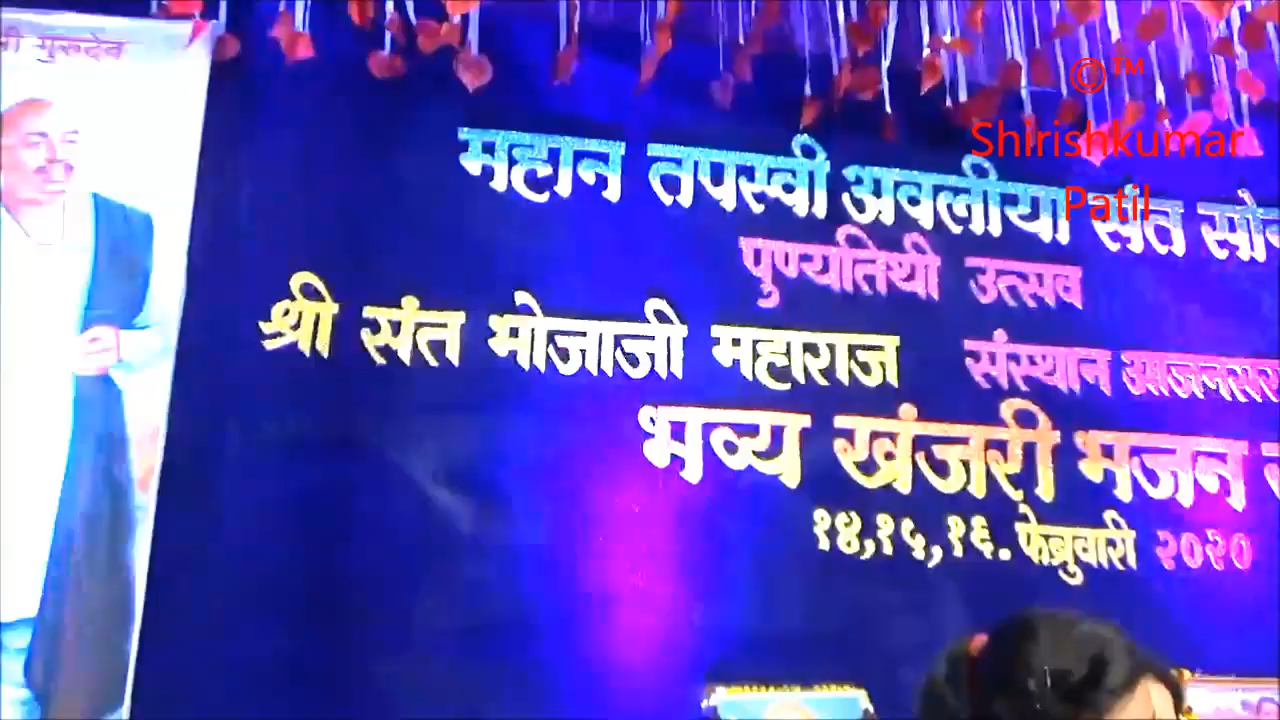 गुरुदेव
©™
Shirishkumar
Patil
महान तपस्वी अवलीया संत
पुण्यतिथी उत्सव
श्री संत भोजाजी महाराज संस्थान
भव्य खंजरी भजन
१४,१५,१६. फेब्रुवारी २०२०